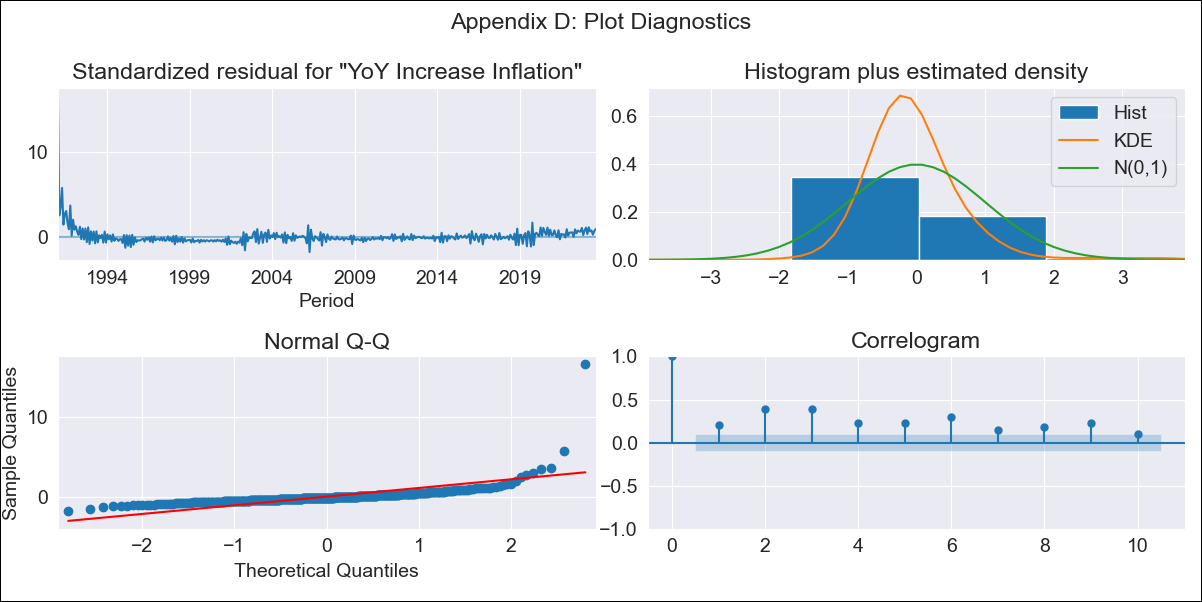 Appendix D: Plot Diagnostics
Standardized residual for "YoY Increase Inflation"
10
0
1994 1999 2004 2009 2014 2019
Period
Histogram plus estimated density
0.6
0.4
0.2
0.0
−3 −2 −1 0 1 2 3
Hist
KDE
N(0,1)
Normal Q-Q
Sample Quantiles
10
0
−2 −1 0 1 2
Theoretical Quantiles
Correlogram
1.0
0.5
0.0
−0.5
−1.0
0 2 4 6 8 10